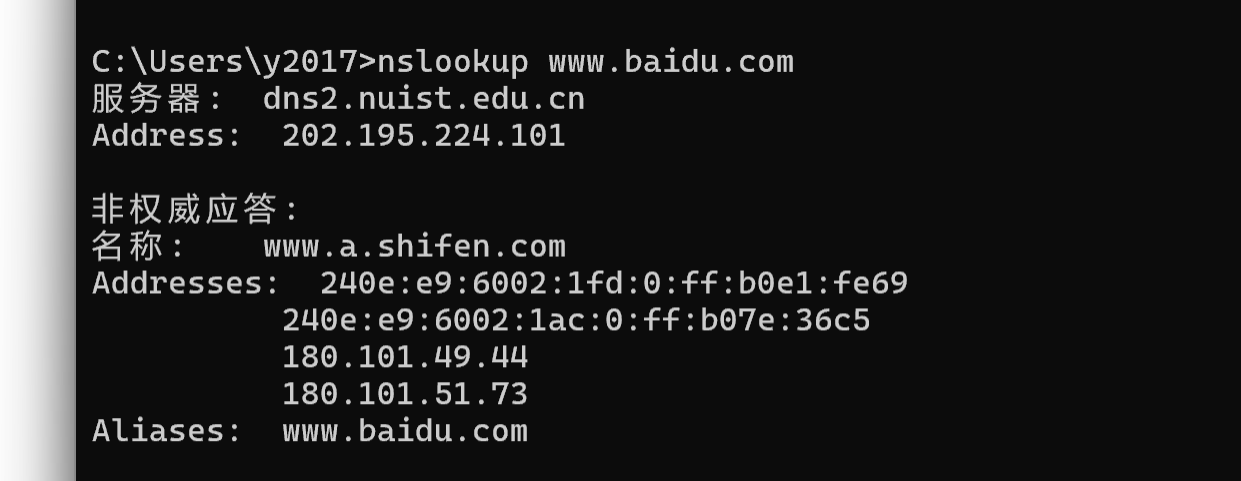 C:\Users\y2017>nslookup www.baidu.com
服务器:  dns2.nuist.edu.cn
Address:  202.195.224.101
非权威应答:
名称:    www.a.shifen.com
Addresses:  240e:e9:6002:1fd:0:ff:b0e1:fe69
240e:e9:6002:1ac:0:ff:b07e:36c5
180.101.49.44
180.101.51.73
Aliases:  www.baidu.com